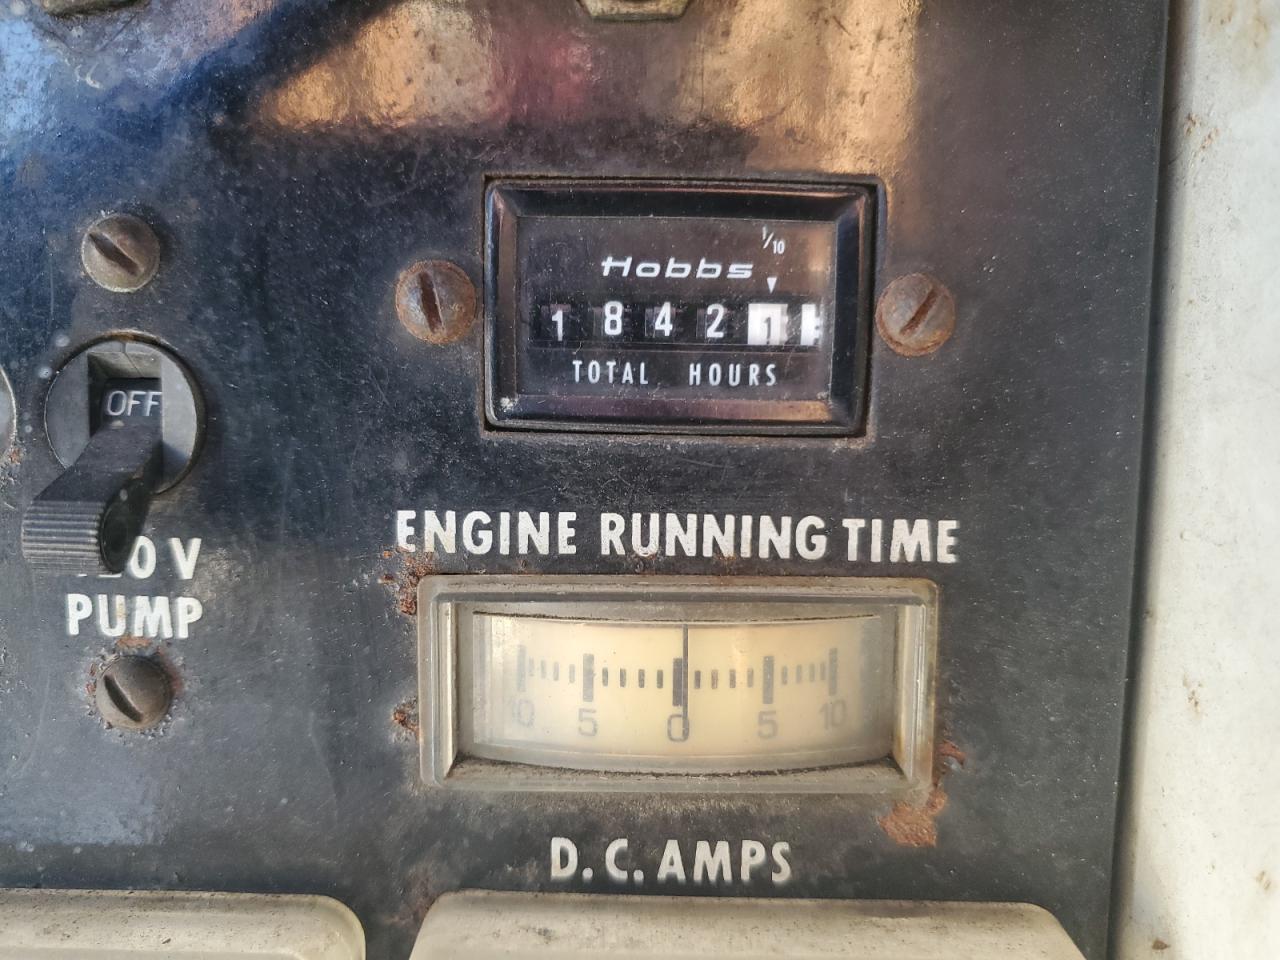 1/10
Hobbs
1 8 4 2 1
TOTAL HOURS
OFF
ENGINE RUNNING TIME
0 V
PUMP
10 5 0 5 10
D.C. AMPS